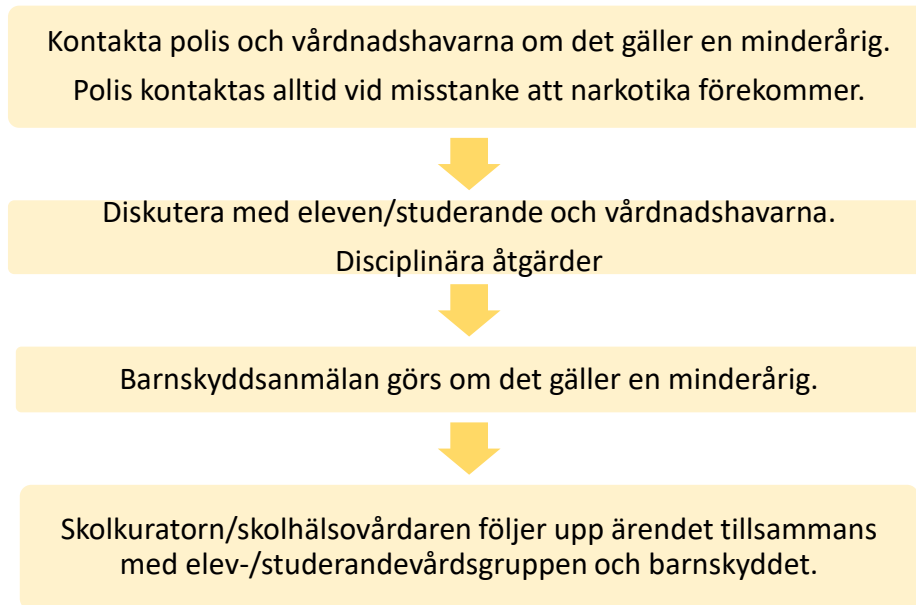 Kontakta polis och vårdnadshavarna om det gäller en minderårig.
Polis kontaktas alltid vid misstanke att narkotika förekommer.
Diskutera med eleven/studerande och vårdnadshavarna.
Disciplinära åtgärder
Barnskyddsanmälan görs om det gäller en minderårig.
Skolkuratorn/skolhälsovårdaren följer upp ärendet tillsammans
med elev-/studerandevårdsgruppen och barnskyddet.